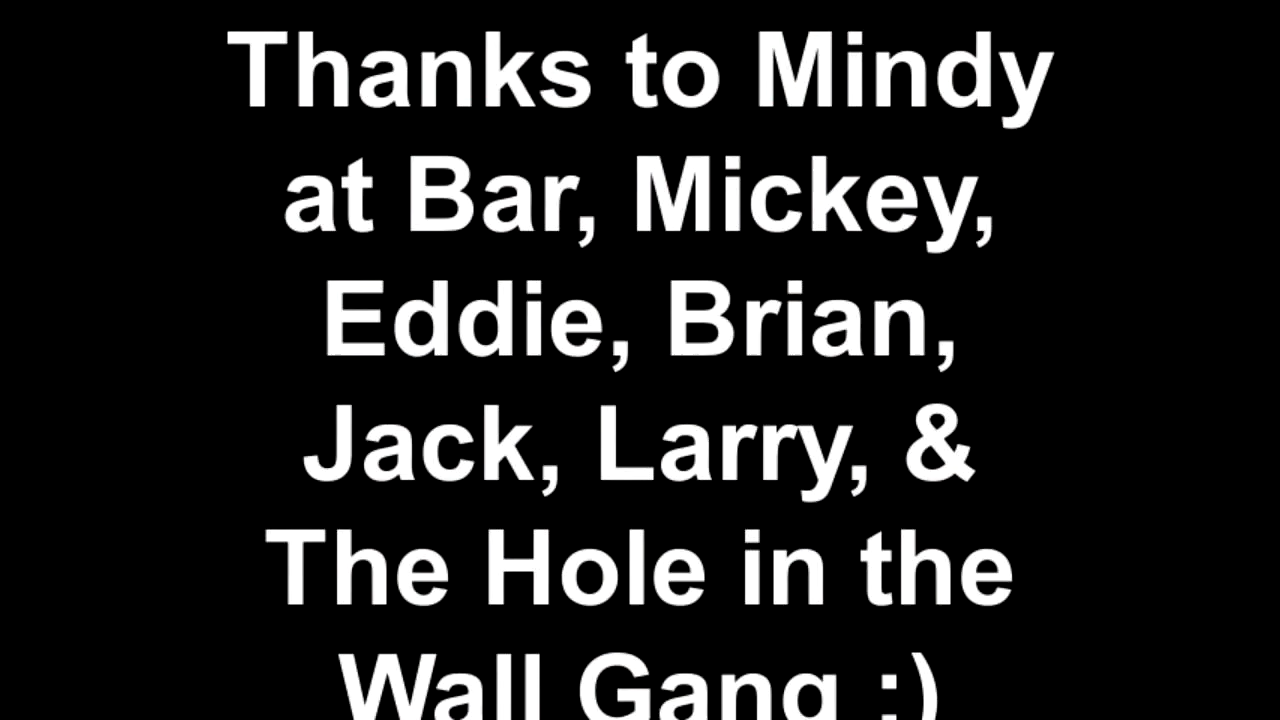 Thanks to Mindy
at Bar, Mickey,
Eddie, Brian,
Jack, Larry, &
The Hole in the
Wall Gang :)